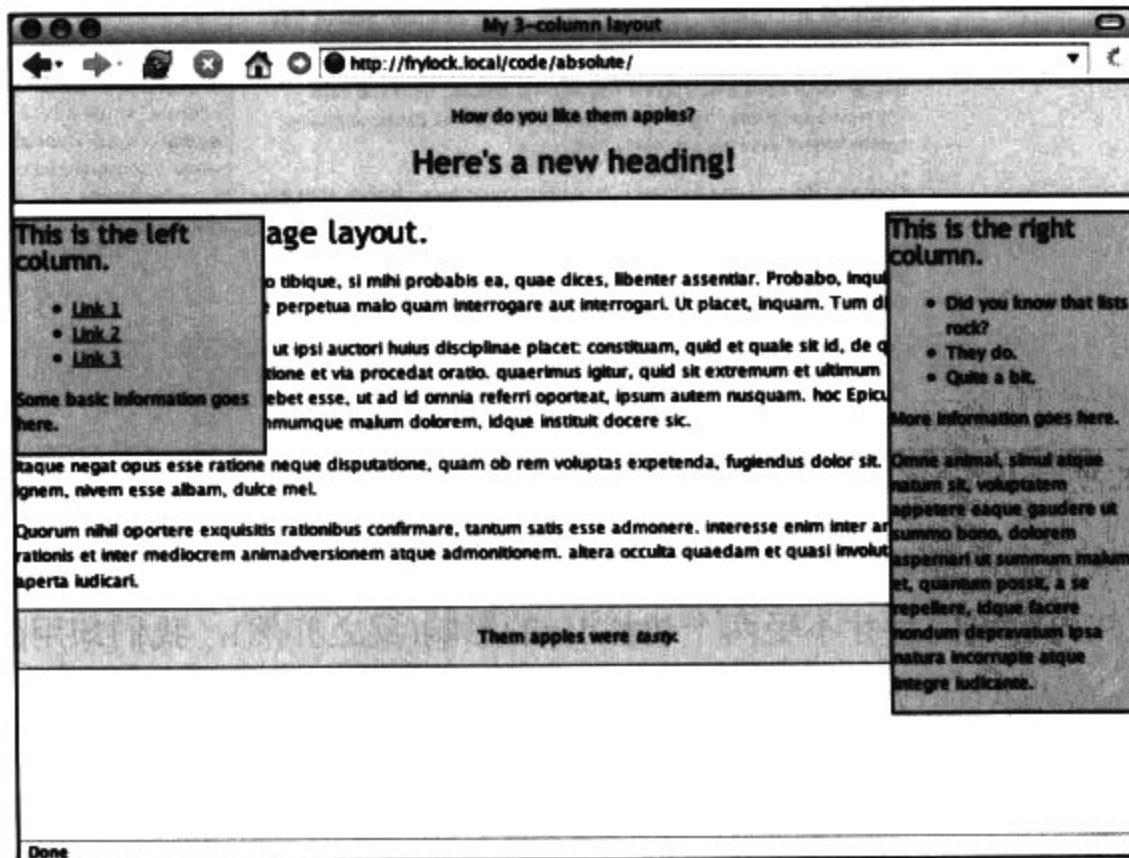 My 3-column layout
http://frylock.local/code/absolute/
How do you like them apples?
Here's a new heading!
This is the left
column.
Link 1
Link 2
Link 3
Some basic information goes
here.
age layout.
o tibique, si mihi probabis ea, quae dices, libenter assentiar. Probabo, inqu
perpetua malo quam interrogare aut interrogari. Ut placet, inquam. Tum di
ut ipsi auctori huius disciplinae placet: constituam, quid et quale sit id, de q
tione et via procedat oratio. quaerimus igitur, quid sit extremum et ultimum
ebet esse, ut ad id omnia referri oporteat, ipsum autem nusquam. hoc Epicu
mumque malum dolorem, idque instituit docere sic.
itaque negat opus esse ratione neque disputatione, quam ob rem voluptas expetenda, fugiendus dolor sit.
ignem, nivem esse albam, dulce mel.
Quorum nihil oportere exquisitis rationibus confirmare, tantum satis esse admonere. interesse enim inter ar
rationis et inter mediocrem animadversionem atque admonitionem. altera occulta quaedam et quasi involut
aperta iudicari.
This is the right
column.
Did you know that lists
rock?
They do.
Quite a bit.
More information goes here.
Omne animal, simul atque
natum sit, voluptatem
appetere eaque gaudere ut
summo bono, dolorem
aspernari ut summum malum
et, quantum possit, a se
repellere, idque facere
nondum depravatum ipsa
natura incorrupte atque
integre iudicante.
Them apples were tasty.
Done